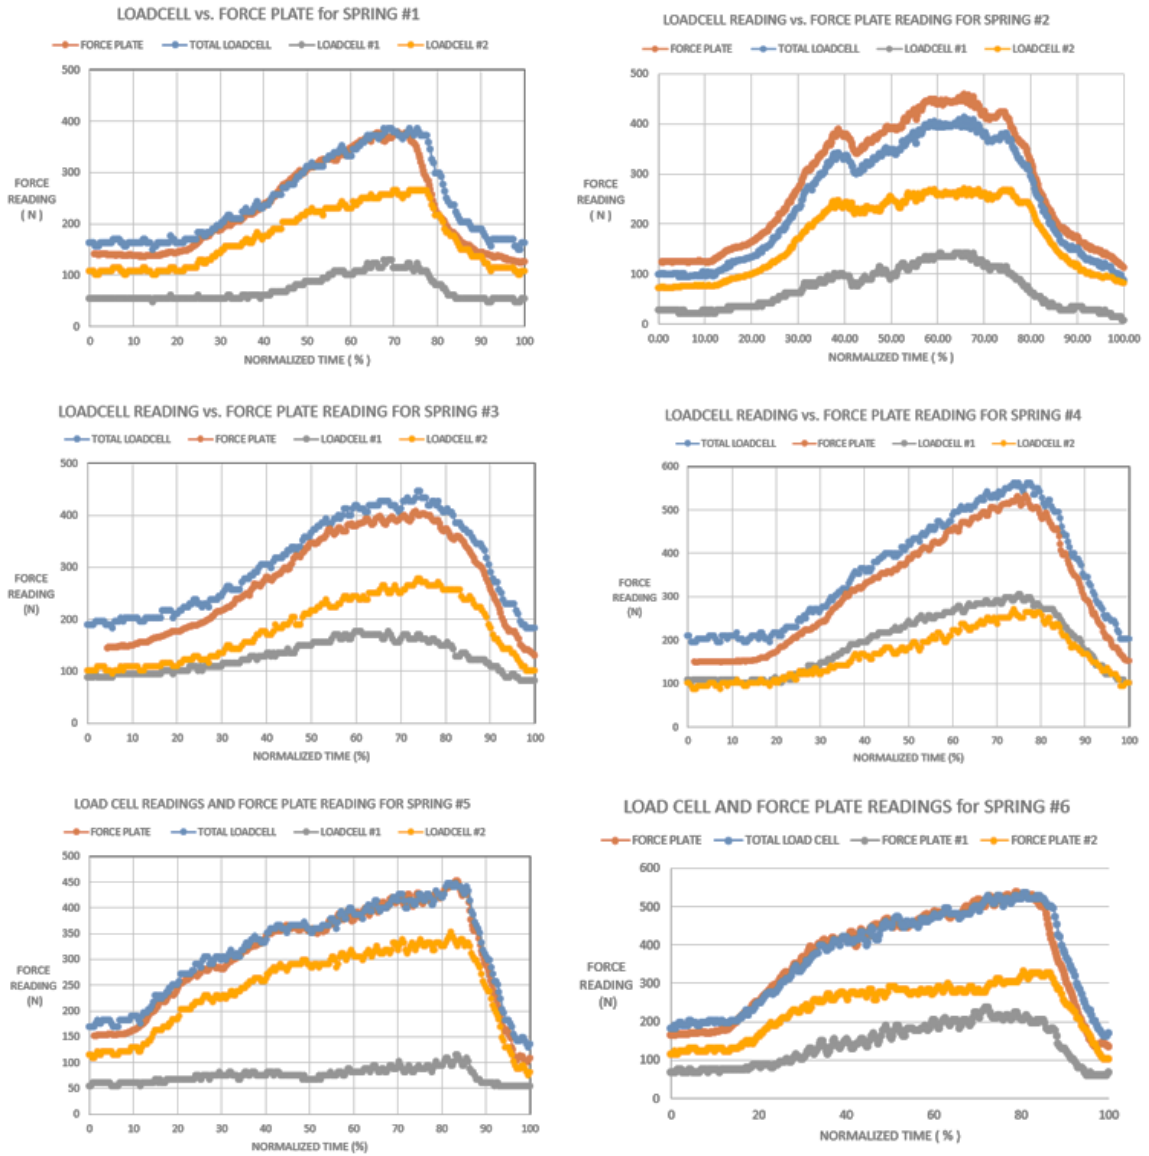 LOADCELL vs. FORCE PLATE for SPRING #1
FORCE PLATE TOTAL LOADCELL LOADCELL #1 LOADCELL #2
500
400
300
200
100
0
FORCE
READING
( N )
0 10 20 30 40 50 60 70 80 90 100
NORMALIZED TIME ( % )
LOADCELL READING vs. FORCE PLATE READING FOR SPRING #2
FORCE PLATE TOTAL LOADCELL LOADCELL #1 LOADCELL #2
500
400
300
200
100
0
FORCE
READING
( N )
0.00 10.00 20.00 30.00 40.00 50.00 60.00 70.00 80.00 90.00 100.00
NORMALIZED TIME ( % )
LOADCELL READING vs. FORCE PLATE READING FOR SPRING #3
TOTAL LOADCELL FORCE PLATE LOADCELL #1 LOADCELL #2
500
400
300
200
100
0
FORCE
READING
(N)
0 10 20 30 40 50 60 70 80 90 100
NORMALIZED TIME (%)
LOADCELL READING vs. FORCE PLATE READING FOR SPRING #4
TOTAL LOADCELL FORCE PLATE LOADCELL #1 LOADCELL #2
600
500
400
300
200
100
0
FORCE
READING
(N)
0 10 20 30 40 50 60 70 80 90 100
NORMALIZED TIME (%)
LOAD CELL READINGS AND FORCE PLATE READING FOR SPRING #5
FORCE PLATE TOTAL LOADCELL LOADCELL #1 LOADCELL #2
500
450
400
350
300
250
200
150
100
50
0
FORCE
READING
(N)
0 10 20 30 40 50 60 70 80 90 100
NORMALIZED TIME (%)
LOAD CELL AND FORCE PLATE READINGS for SPRING #6
FORCE PLATE TOTAL LOAD CELL FORCE PLATE #1 FORCE PLATE #2
600
500
400
300
200
100
0
FORCE
READING
(N)
0 20 40 60 80 100
NORMALIZED TIME ( % )